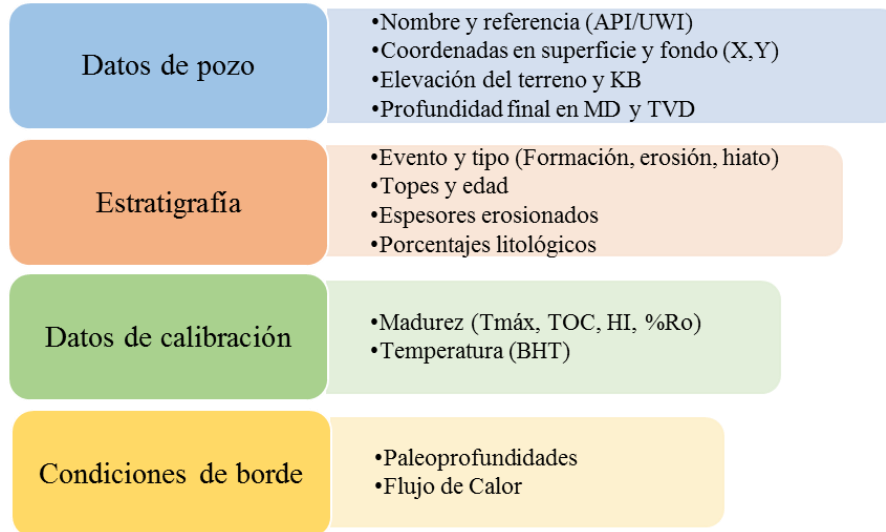 Datos de pozo
•Nombre y referencia (API/UWI)
•Coordenadas en superficie y fondo (X,Y)
•Elevación del terreno y KB
•Profundidad final en MD y TVD
Estratigrafía
•Evento y tipo (Formación, erosión, hiato)
•Topes y edad
•Espesores erosionados
•Porcentajes litológicos
Datos de calibración
•Madurez (Tmáx, TOC, HI, %Ro)
•Temperatura (BHT)
Condiciones de borde
•Paleoprofundidades
•Flujo de Calor